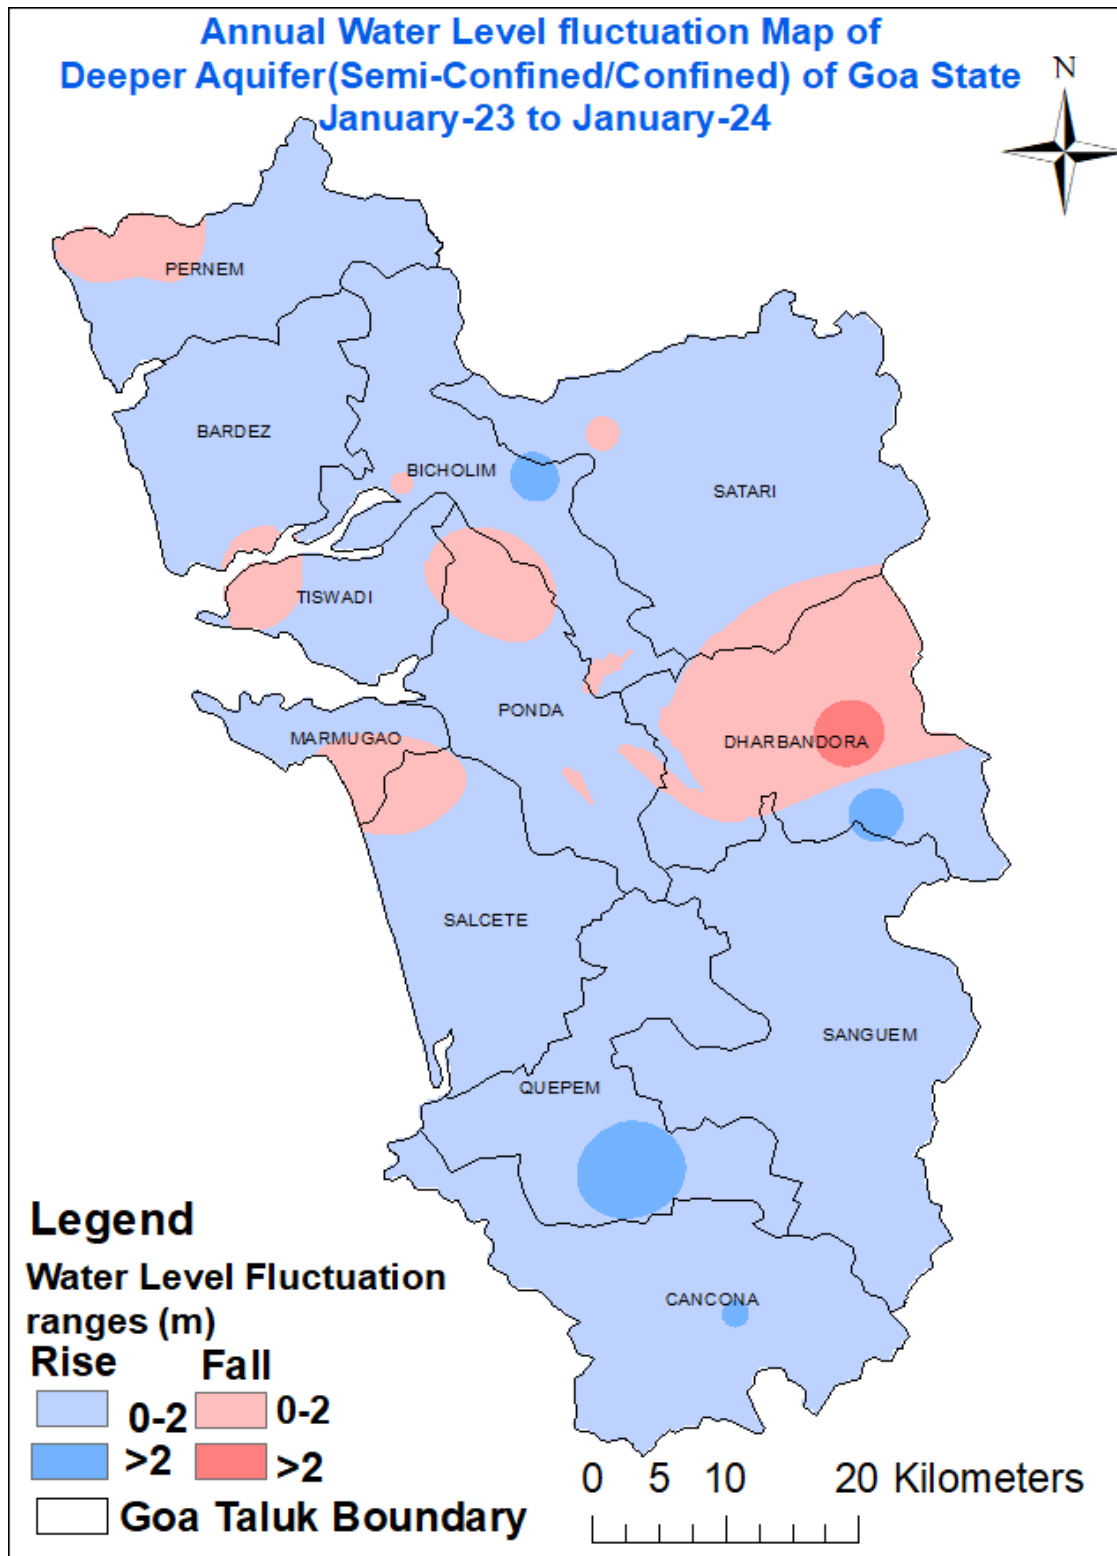 Annual Water Level fluctuation Map of
Deeper Aquifer(Semi-Confined/Confined) of Goa State
January-23 to January-24
N
PERNEM
BARDEZ
BICHOLIM
SATARI
TISWADI
PONDA
MARMUGAO
DHARBANDORA
SALCETE
SANGUEM
QUEPEM
CANCONA
Legend
Water Level Fluctuation
ranges (m)
Rise Fall
0-2 0-2
>2 >2
Goa Taluk Boundary
0 5 10 20 Kilometers